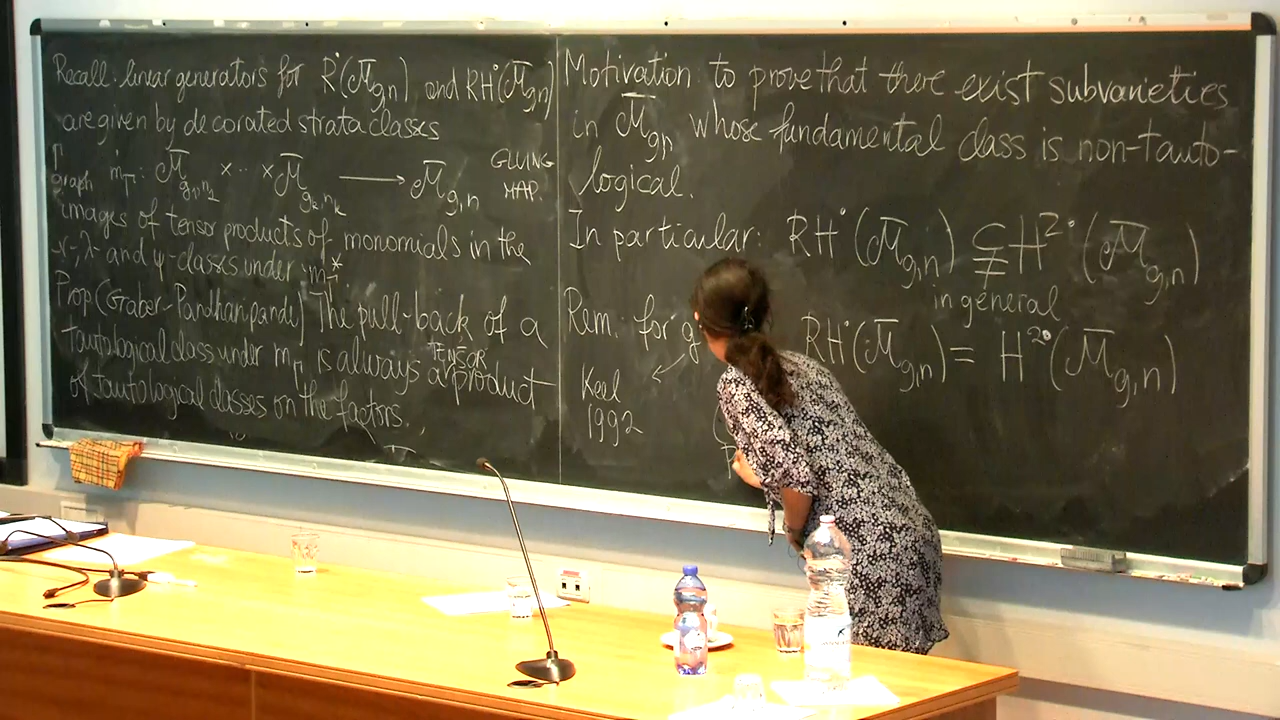 Recall: linear generators for R˙(M̄g,n) and RH˙(M̄g,n)
are given by decorated strata classes
Γ
graph mΓ: M̄g1,n1 × ·· × M̄gk,nk ⟶ M̄g,n GLUING
MAP.
images of tensor products of monomials in the
κ-, λ- and ψ-classes under mΓ*
Prop (Graber-Pandharipande) The pull-back of a
tautological class under mΓ is always a TENSOR product
of tautological classes on the factors.
Motivation: to prove that there exist subvarieties
in M̄g,n whose fundamental class is non-tauto-
logical.
In particular: RH˙(M̄g,n) ⊊ H²˙(M̄g,n)
in general
Rem: for g RH˙(M̄g,n) = H²˙(M̄g,n)
Keel
1992